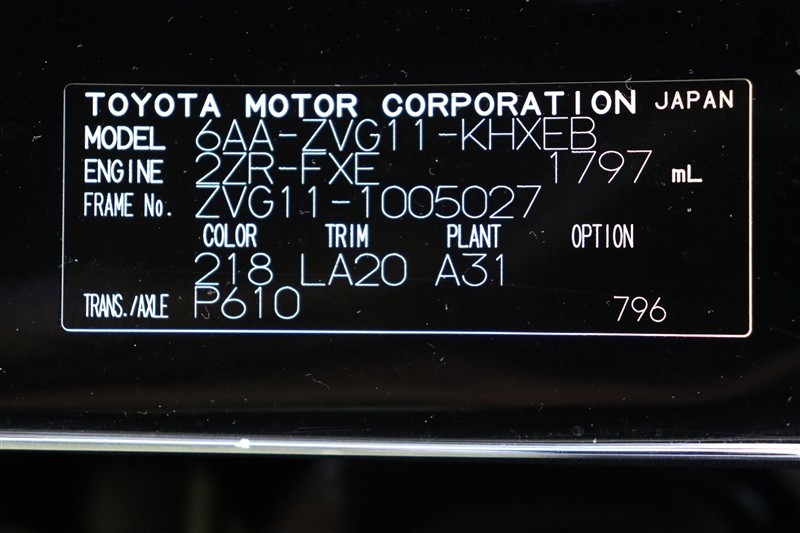 TOYOTA MOTOR CORPORATION JAPAN
MODEL 6AA-ZVG11-KHXEB
ENGINE 2ZR-FXE 1797 mL
FRAME No. ZVG11-1005027
COLOR TRIM PLANT OPTION
218 LA20 A31
TRANS./AXLE P610 796